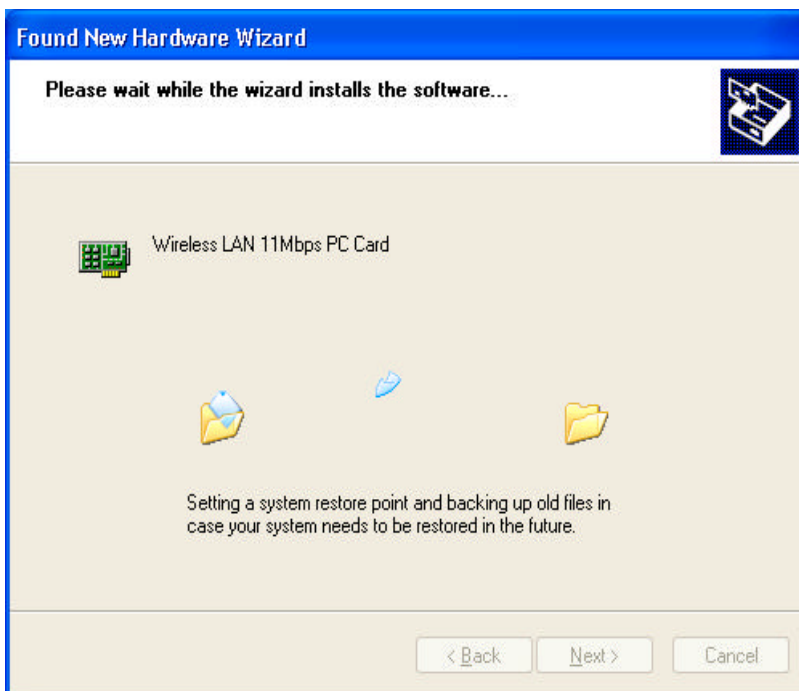 Found New Hardware Wizard
Please wait while the wizard installs the software...
Wireless LAN 11Mbps PC Card
Setting a system restore point and backing up old files in
case your system needs to be restored in the future.
< Back Next > Cancel